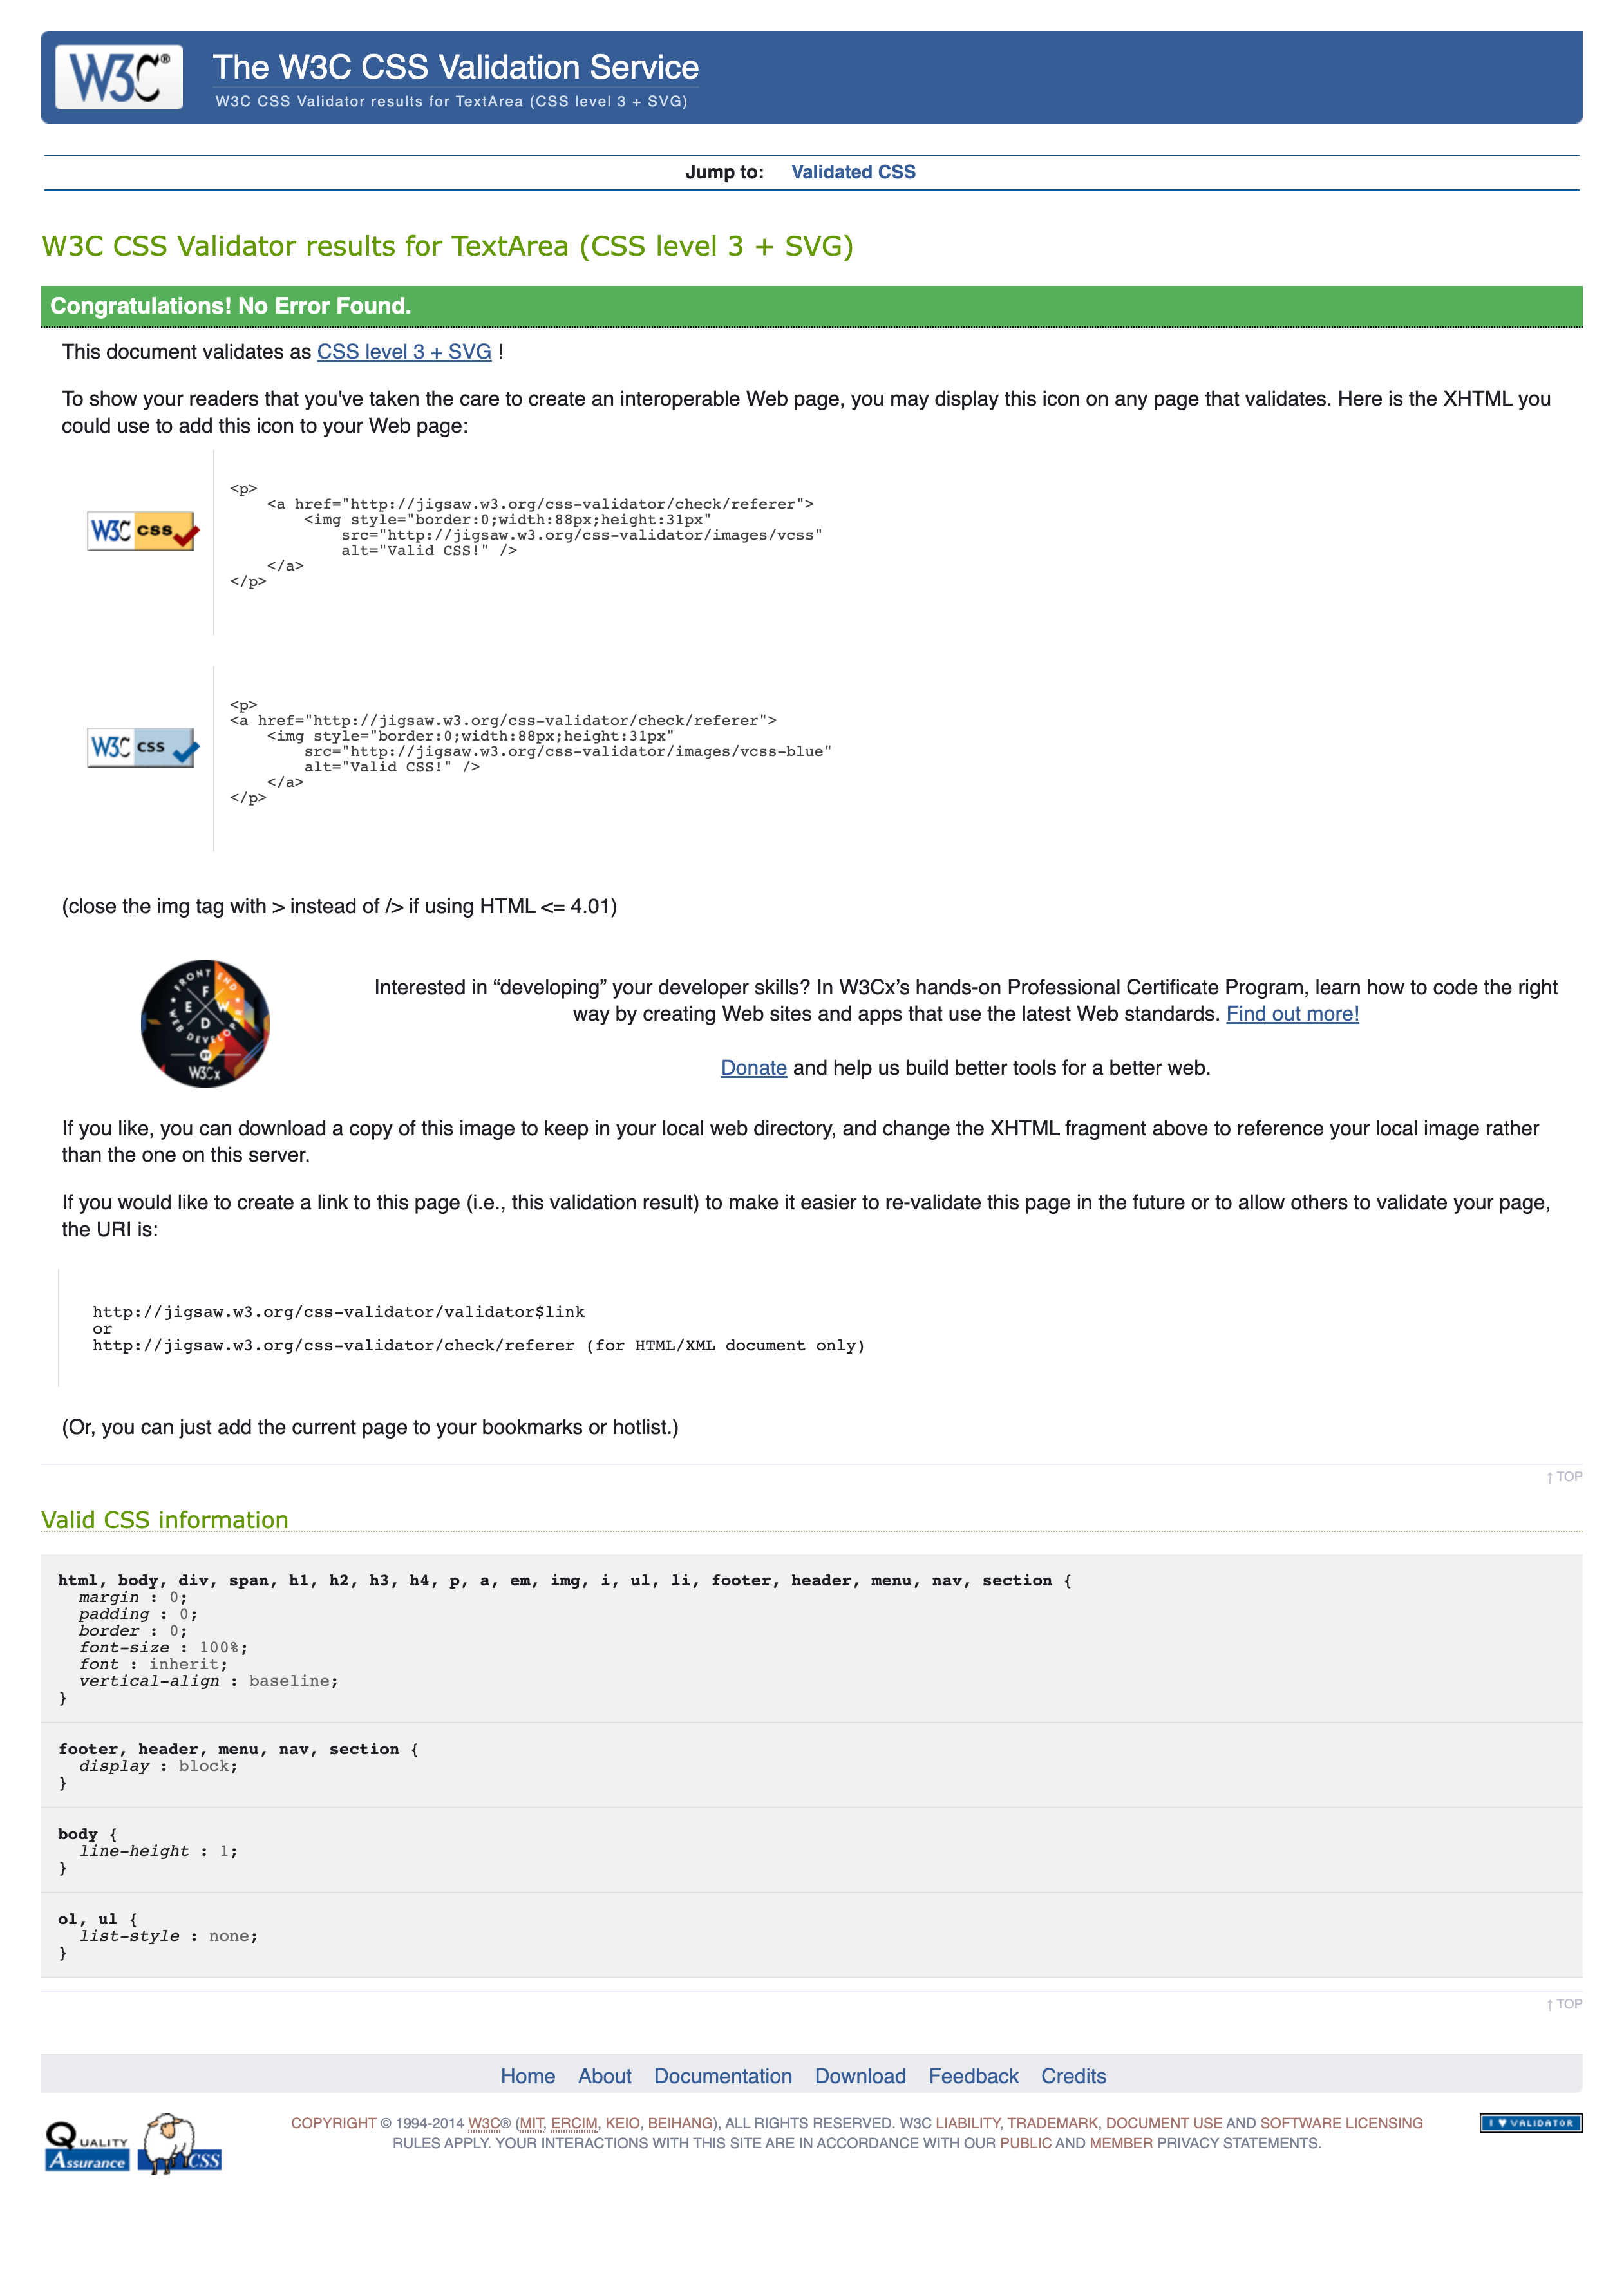 W3C®
The W3C CSS Validation Service
W3C CSS Validator results for TextArea (CSS level 3 + SVG)
Jump to: Validated CSS
W3C CSS Validator results for TextArea (CSS level 3 + SVG)
Congratulations! No Error Found.
This document validates as CSS level 3 + SVG !
To show your readers that you've taken the care to create an interoperable Web page, you may display this icon on any page that validates. Here is the XHTML you
could use to add this icon to your Web page:
W3C css
<p>
    <a href="http://jigsaw.w3.org/css-validator/check/referer">
        <img style="border:0;width:88px;height:31px"
            src="http://jigsaw.w3.org/css-validator/images/vcss"
            alt="Valid CSS!" />
    </a>
</p>
W3C css
<p>
<a href="http://jigsaw.w3.org/css-validator/check/referer">
    <img style="border:0;width:88px;height:31px"
        src="http://jigsaw.w3.org/css-validator/images/vcss-blue"
        alt="Valid CSS!" />
    </a>
</p>
(close the img tag with > instead of /> if using HTML <= 4.01)
FRONT END
F E W D
WEB DEVELOPER
BY
W3Cx
Interested in “developing” your developer skills? In W3Cx’s hands-on Professional Certificate Program, learn how to code the right
way by creating Web sites and apps that use the latest Web standards. Find out more!
Donate and help us build better tools for a better web.
If you like, you can download a copy of this image to keep in your local web directory, and change the XHTML fragment above to reference your local image rather
than the one on this server.
If you would like to create a link to this page (i.e., this validation result) to make it easier to re-validate this page in the future or to allow others to validate your page,
the URI is:
http://jigsaw.w3.org/css-validator/validator$link
or
http://jigsaw.w3.org/css-validator/check/referer (for HTML/XML document only)
(Or, you can just add the current page to your bookmarks or hotlist.)
↑ TOP
Valid CSS information
html, body, div, span, h1, h2, h3, h4, p, a, em, img, i, ul, li, footer, header, menu, nav, section {
  margin : 0;
  padding : 0;
  border : 0;
  font-size : 100%;
  font : inherit;
  vertical-align : baseline;
}
footer, header, menu, nav, section {
  display : block;
}
body {
  line-height : 1;
}
ol, ul {
  list-style : none;
}
↑ TOP
Home About Documentation Download Feedback Credits
QUALITY
Assurance
CSS
COPYRIGHT © 1994-2014 W3C® (MIT, ERCIM, KEIO, BEIHANG), ALL RIGHTS RESERVED. W3C LIABILITY, TRADEMARK, DOCUMENT USE AND SOFTWARE LICENSING
RULES APPLY. YOUR INTERACTIONS WITH THIS SITE ARE IN ACCORDANCE WITH OUR PUBLIC AND MEMBER PRIVACY STATEMENTS.
I ♥ VALIDATOR